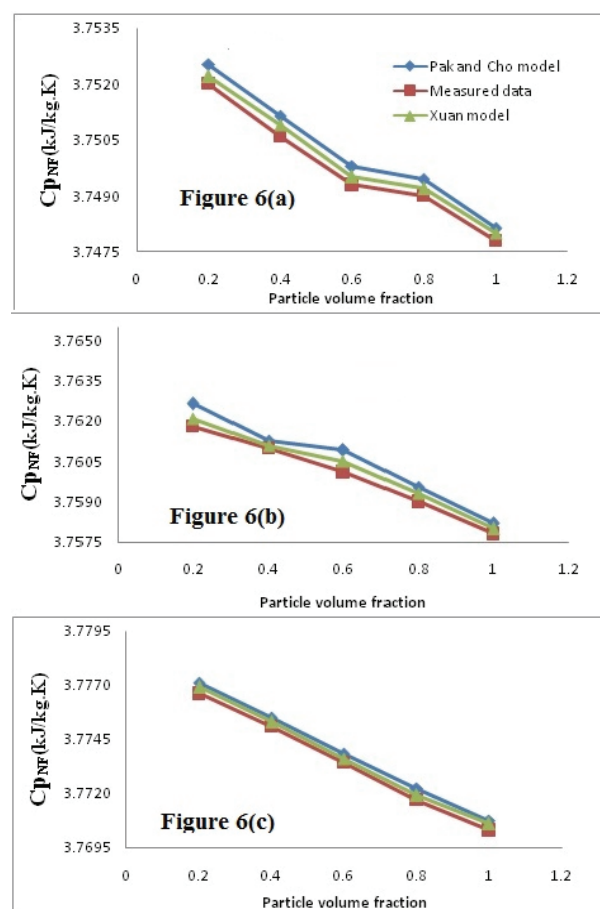 3.7535
3.7520
3.7505
3.7490
3.7475
Cp_NF(kJ/kg.K)
Pak and Cho model
Measured data
Xuan model
Figure 6(a)
0 0.2 0.4 0.6 0.8 1 1.2
Particle volume fraction
3.7650
3.7635
3.7620
3.7605
3.7590
3.7575
Cp_NF(kJ/kg.K)
Figure 6(b)
0 0.2 0.4 0.6 0.8 1 1.2
Particle volume fraction
3.7795
3.7770
3.7745
3.7720
3.7695
Cp_NF(kJ/kg.K)
Figure 6(c)
0 0.2 0.4 0.6 0.8 1 1.2
Particle volume fraction